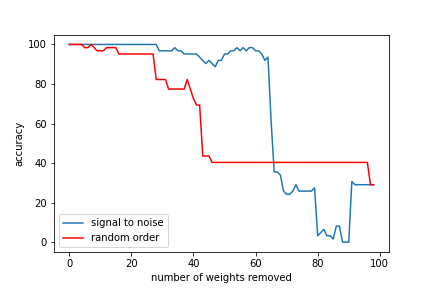 100
80
60
40
20
0
accuracy
signal to noise
random order
0 20 40 60 80 100
number of weights removed